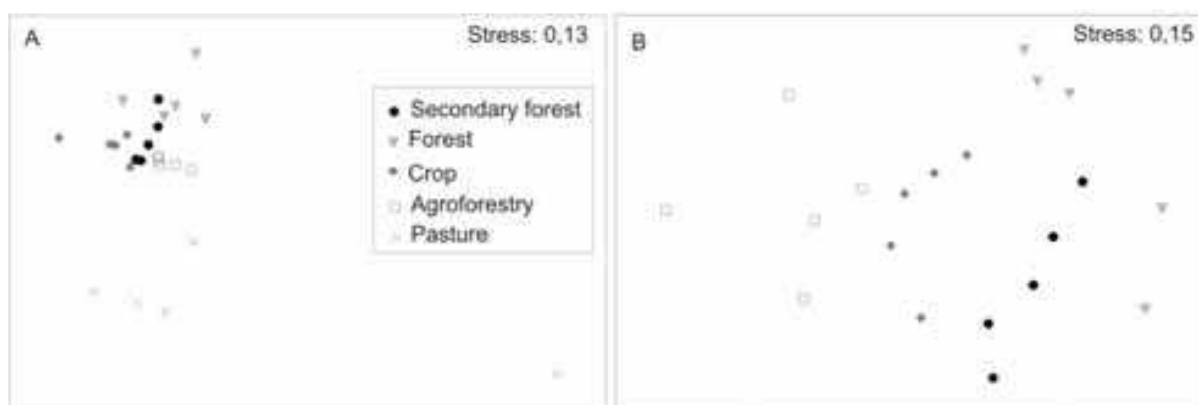 A
Stress: 0,13
Secondary forest
Forest
Crop
Agroforestry
Pasture
B
Stress: 0,15